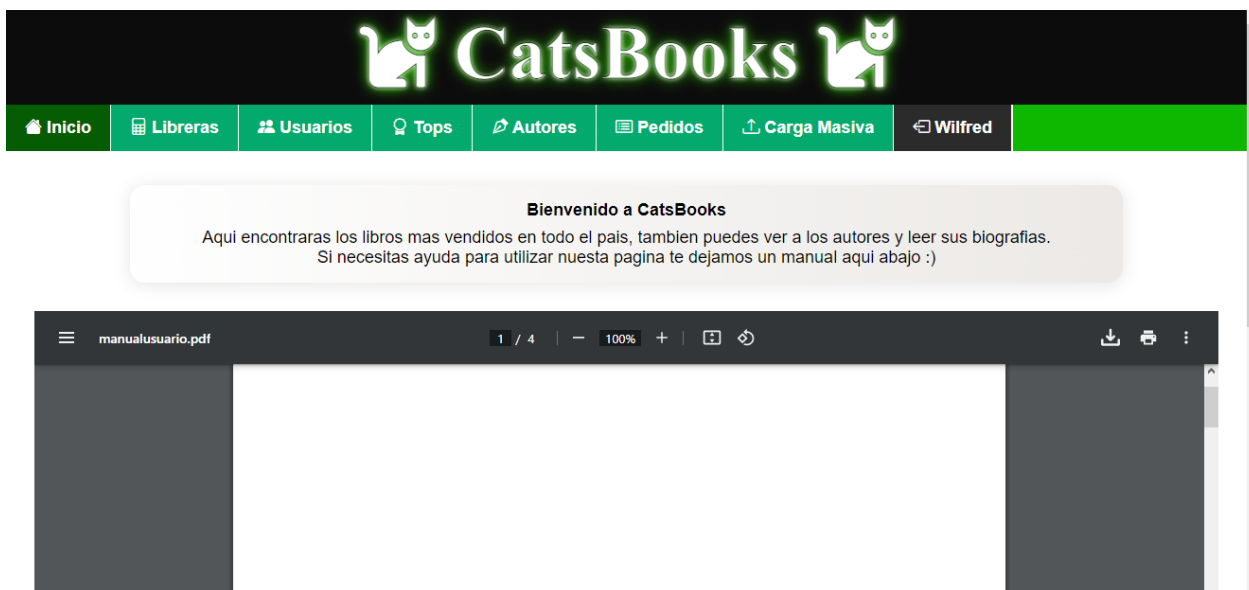 CatsBooks
Inicio Libreras Usuarios Tops Autores Pedidos Carga Masiva Wilfred
Bienvenido a CatsBooks
Aqui encontraras los libros mas vendidos en todo el pais, tambien puedes ver a los autores y leer sus biografias.
Si necesitas ayuda para utilizar nuesta pagina te dejamos un manual aqui abajo :)
manualusuario.pdf 1 / 4 100%